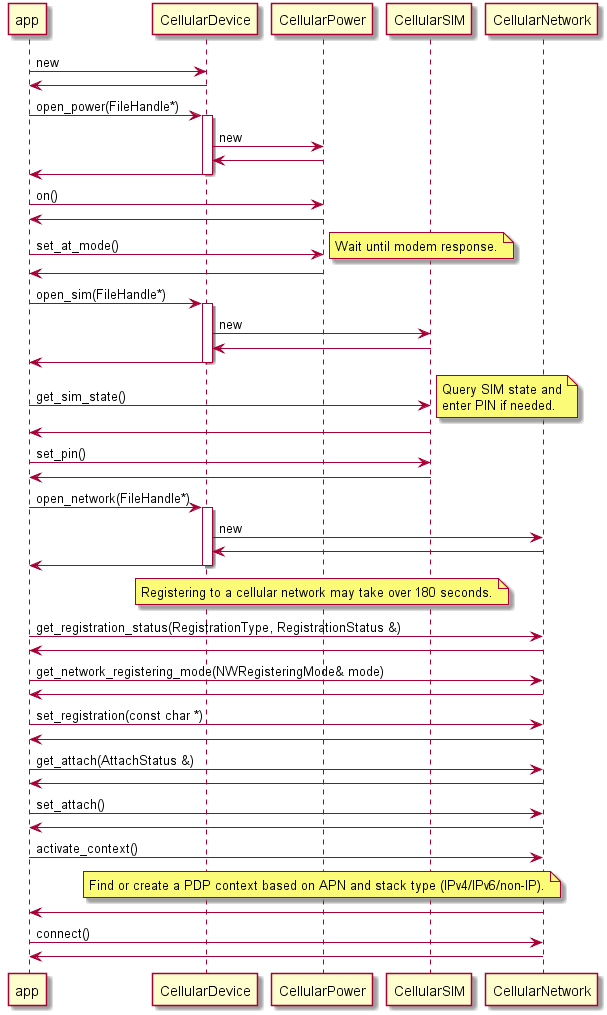 app CellularDevice CellularPower CellularSIM CellularNetwork
new
open_power(FileHandle*)
new
on()
set_at_mode()
Wait until modem response.
open_sim(FileHandle*)
new
get_sim_state()
Query SIM state and
enter PIN if needed.
set_pin()
open_network(FileHandle*)
new
Registering to a cellular network may take over 180 seconds.
get_registration_status(RegistrationType, RegistrationStatus &)
get_network_registering_mode(NWRegisteringMode& mode)
set_registration(const char *)
get_attach(AttachStatus &)
set_attach()
activate_context()
Find or create a PDP context based on APN and stack type (IPv4/IPv6/non-IP).
connect()
app CellularDevice CellularPower CellularSIM CellularNetwork